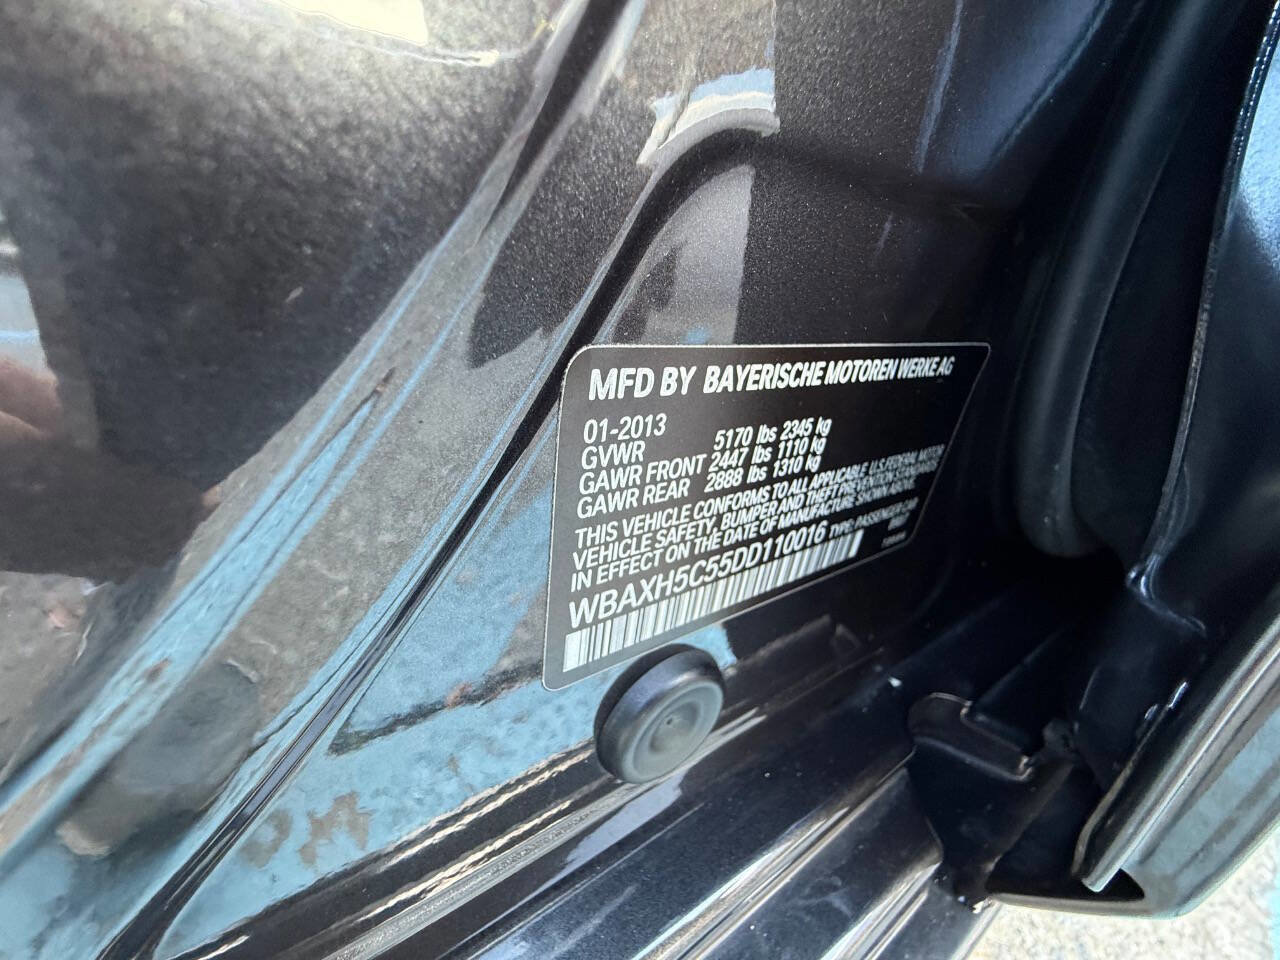 MFD BY BAYERISCHE MOTOREN WERKE AG
01-2013
GVWR 5170 lbs 2345 kg
GAWR FRONT 2447 lbs 1110 kg
GAWR REAR 2888 lbs 1310 kg
THIS VEHICLE CONFORMS TO ALL APPLICABLE U.S. FEDERAL MOTOR
VEHICLE SAFETY, BUMPER AND THEFT PREVENTION STANDARDS
IN EFFECT ON THE DATE OF MANUFACTURE SHOWN ABOVE.
WBAXH5C55DD110016 TYPE: PASSENGER CAR